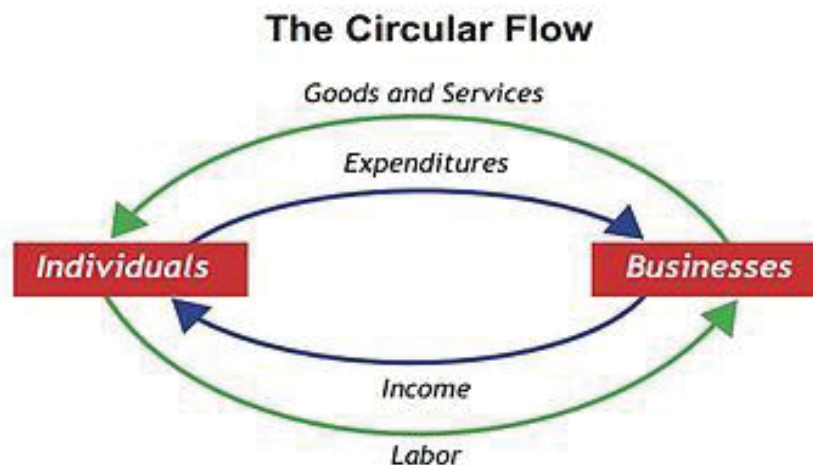 The Circular Flow
Goods and Services
Expenditures
Individuals
Businesses
Income
Labor